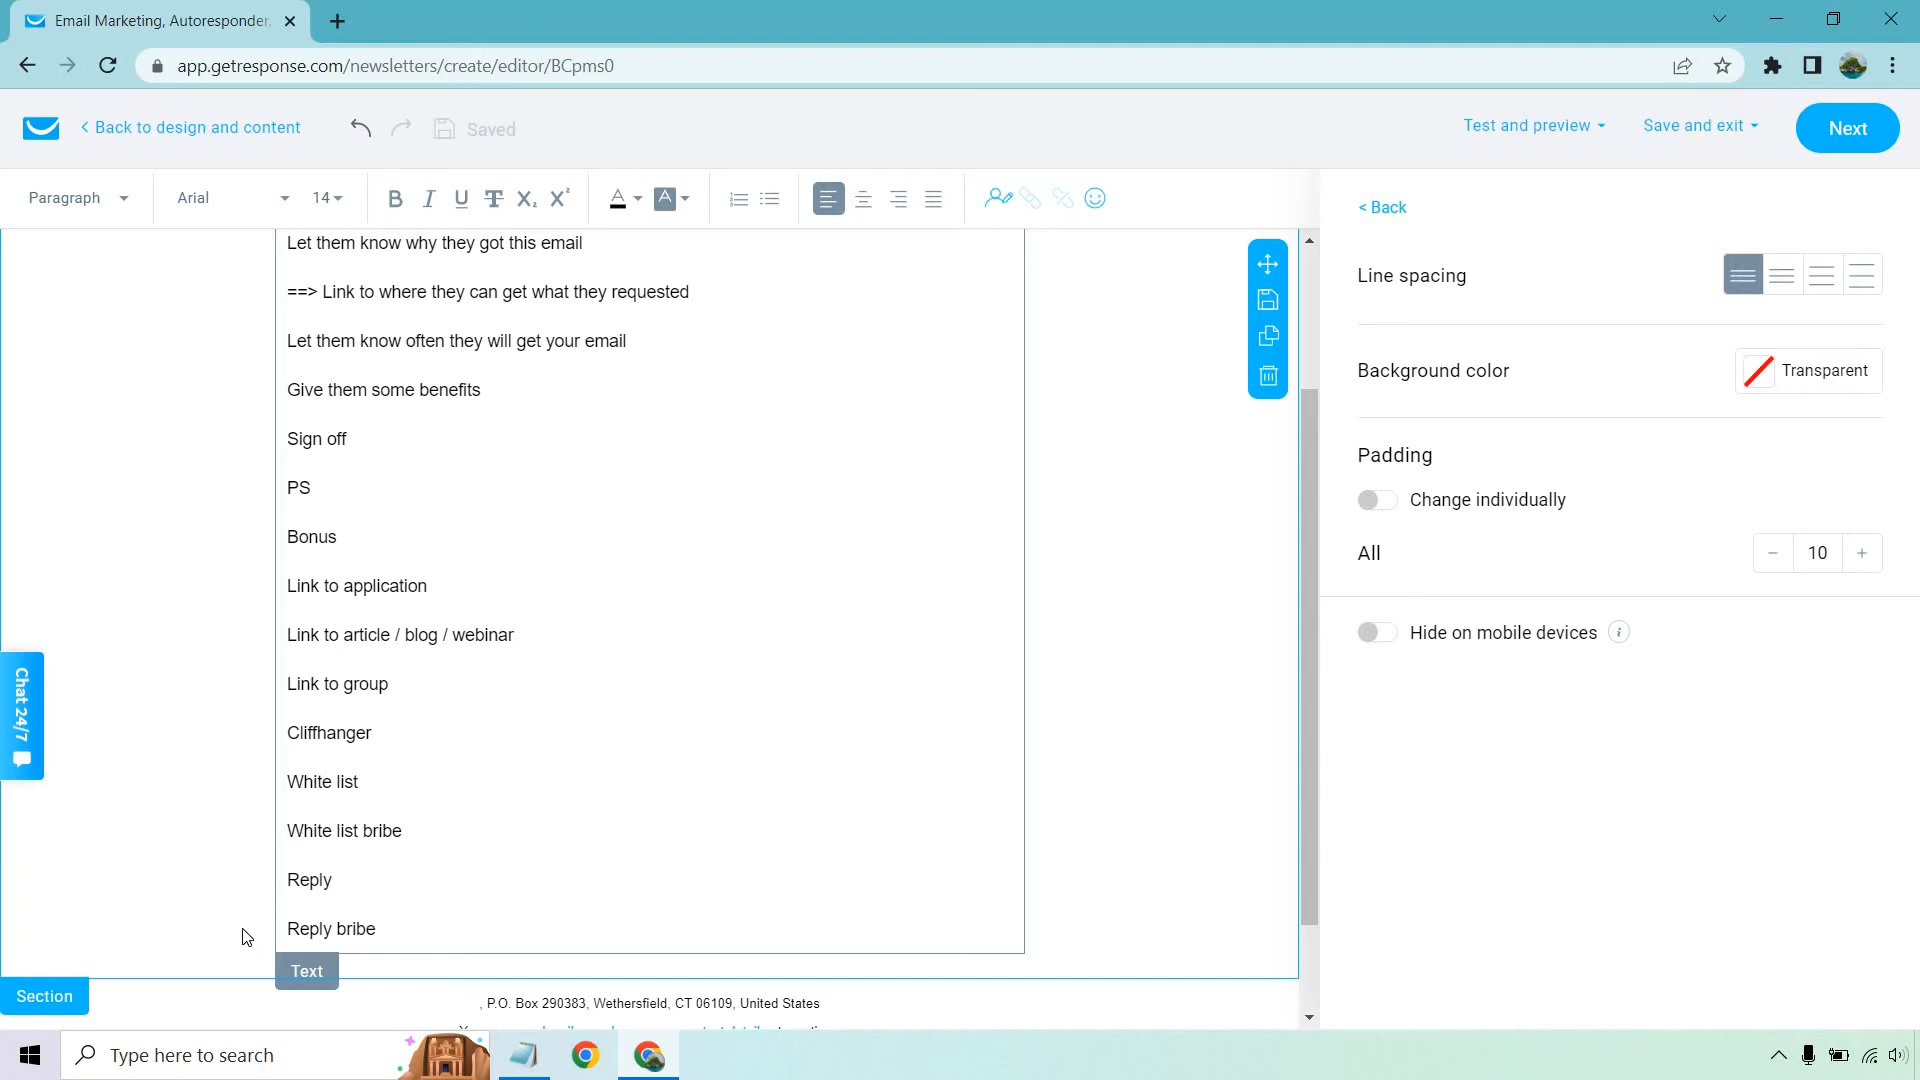 Email Marketing, Autoresponder,
app.getresponse.com/newsletters/create/editor/BCpms0
Back to design and content
Saved
Test and preview
Save and exit
Next
Paragraph
Arial
14
B I U T X₂ X² A A
< Back
Let them know why they got this email
==> Link to where they can get what they requested
Let them know often they will get your email
Give them some benefits
Sign off
PS
Bonus
Link to application
Link to article / blog / webinar
Link to group
Cliffhanger
White list
White list bribe
Reply
Reply bribe
Text
Section
, P.O. Box 290383, Wethersfield, CT 06109, United States
Line spacing
Background color
Transparent
Padding
Change individually
All
− 10 +
Hide on mobile devices
i
Chat 24/7
Type here to search